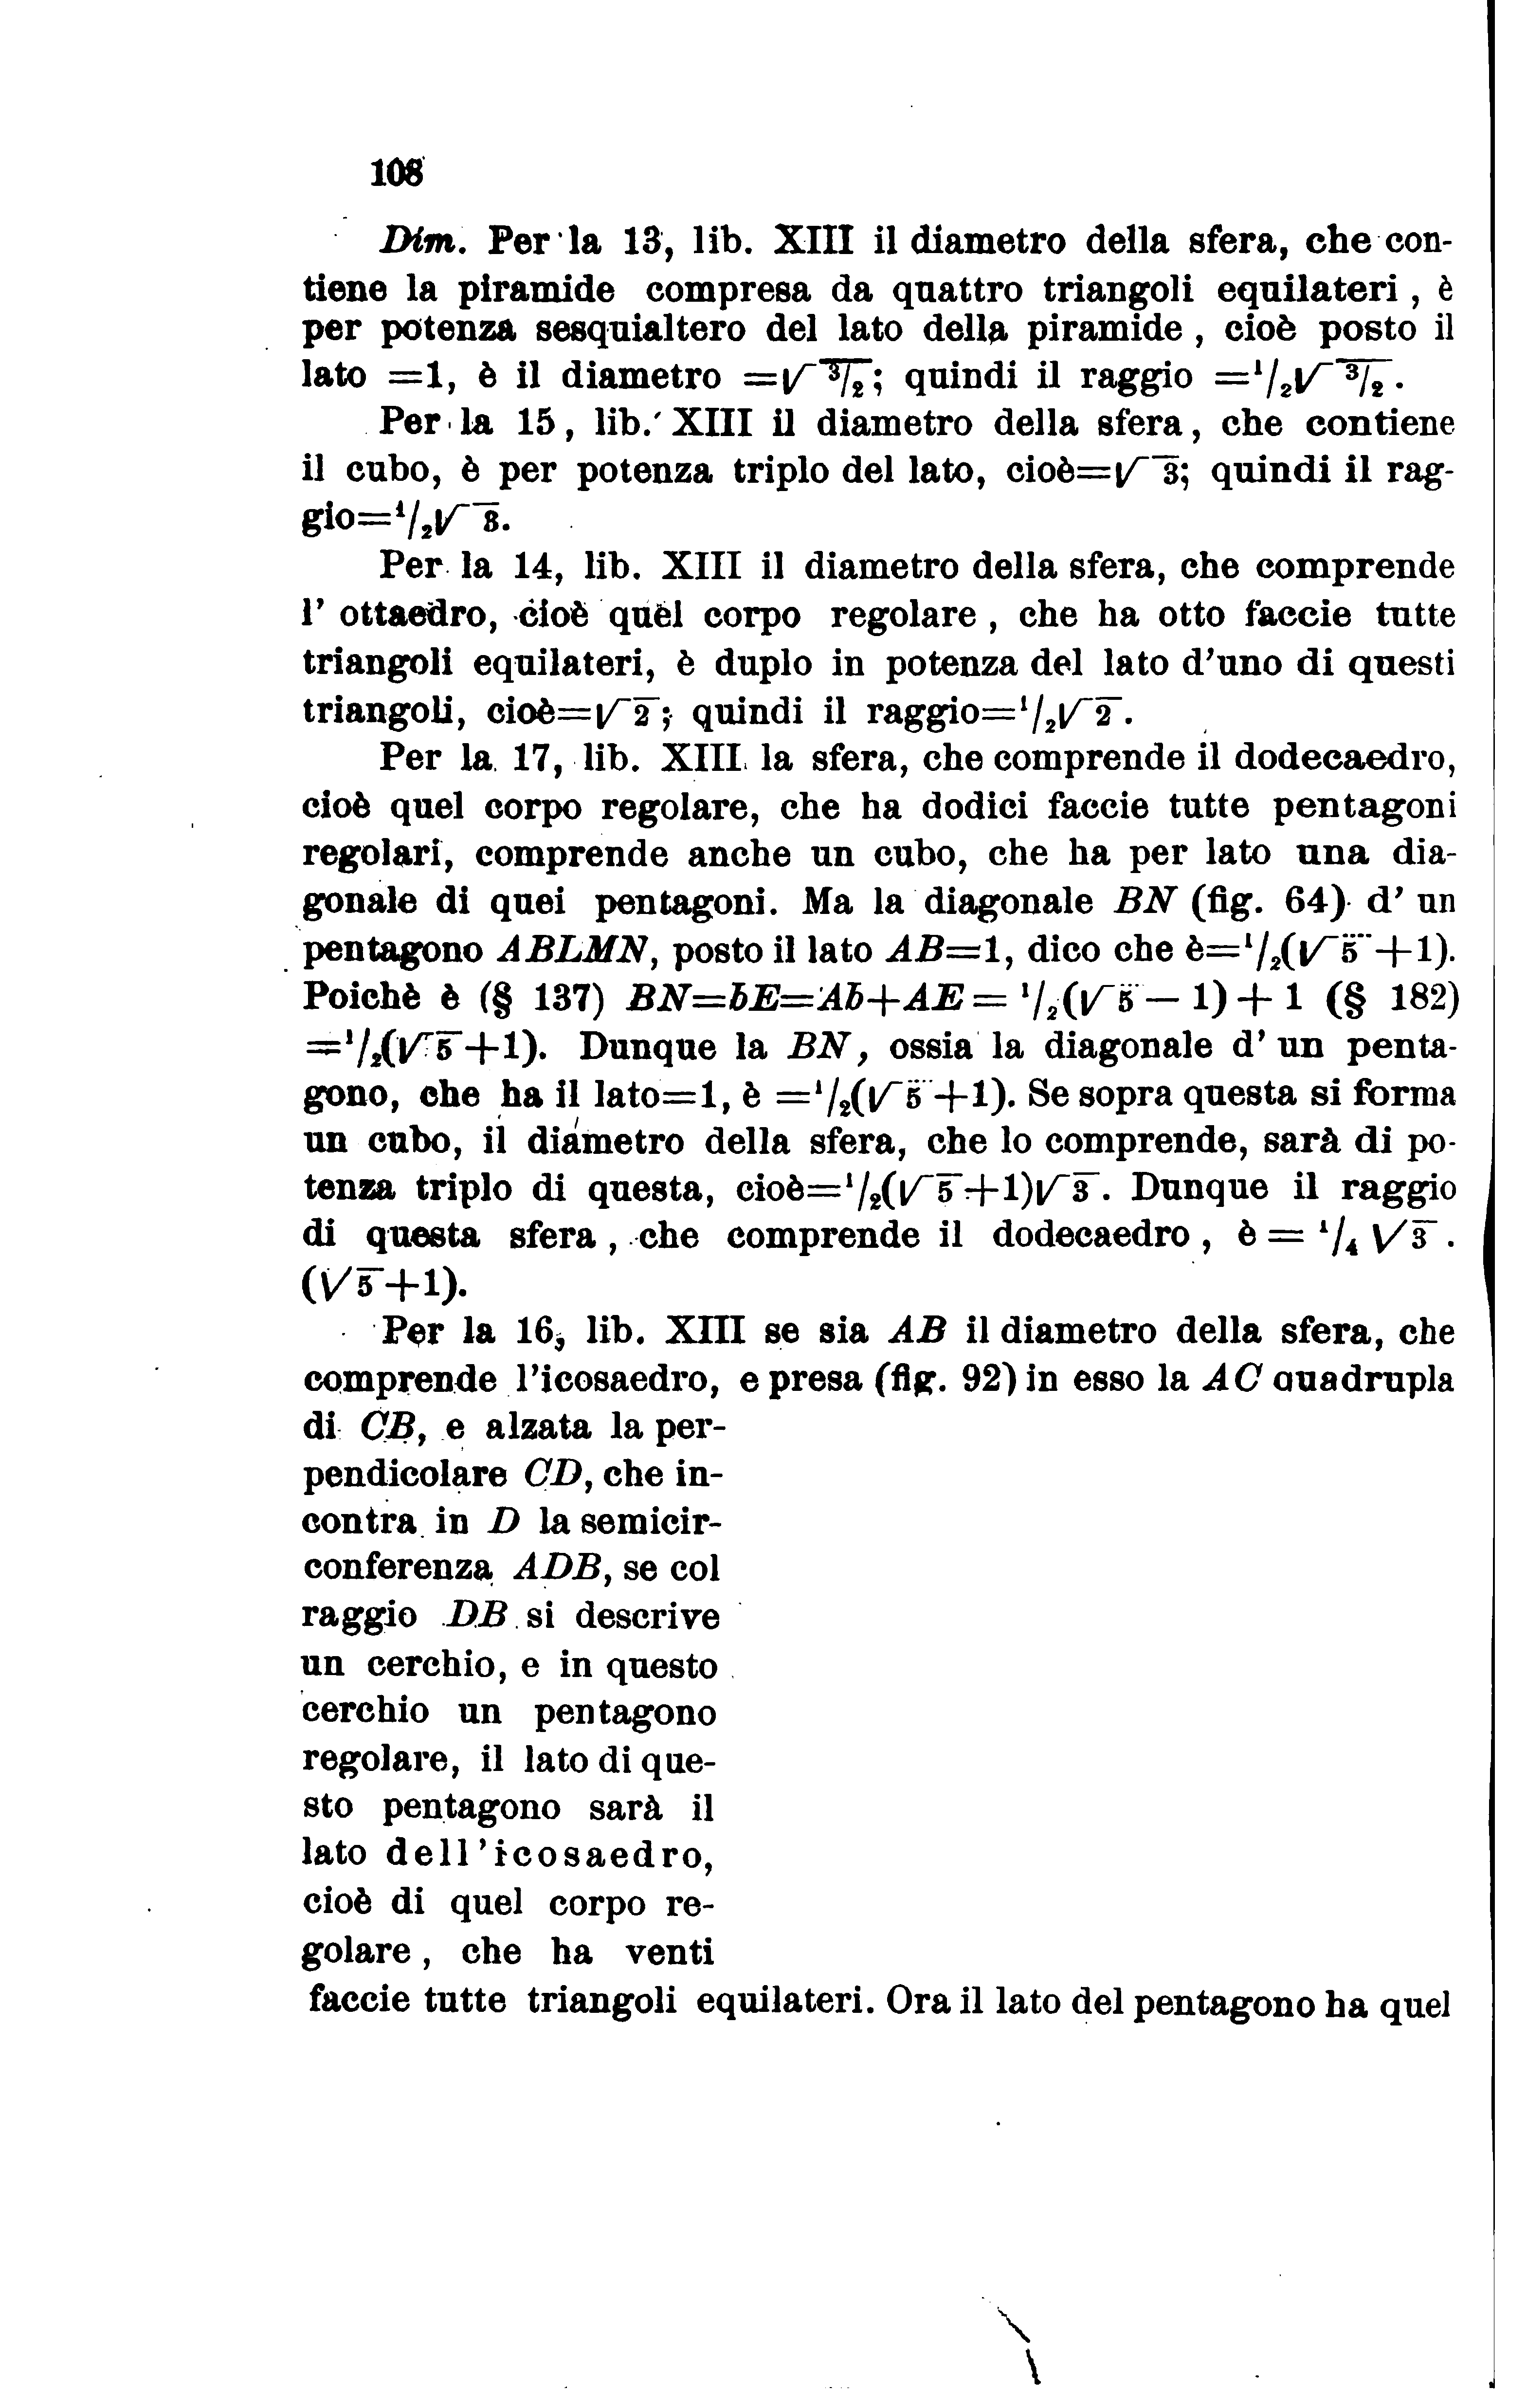 108
Dim. Per la 13, lib. XIII il diametro della sfera, che con-
tiene la piramide compresa da quattro triangoli equilateri, è
per potenza sesquialtero del lato della piramide, cioè posto il
lato =1, è il diametro =√3/2; quindi il raggio =1/2√3/2.
Per la 15, lib. XIII il diametro della sfera, che contiene
il cubo, è per potenza triplo del lato, cioè=√3; quindi il rag-
gio=1/2√3.
Per la 14, lib. XIII il diametro della sfera, che comprende
l' ottaedro, cioè quel corpo regolare, che ha otto faccie tutte
triangoli equilateri, è duplo in potenza del lato d'uno di questi
triangoli, cioè=√2; quindi il raggio=1/2√2.
Per la 17, lib. XIII la sfera, che comprende il dodecaedro,
cioè quel corpo regolare, che ha dodici faccie tutte pentagoni
regolari, comprende anche un cubo, che ha per lato una dia-
gonale di quei pentagoni. Ma la diagonale BN (fig. 64) d' un
pentagono ABLMN, posto il lato AB=1, dico che è=1/2(√5+1).
Poichè è (§ 137) BN=bE=Ab+AE= 1/2(√5 — 1)+1 (§ 182)
=1/2(√5+1). Dunque la BN, ossia la diagonale d' un penta-
gono, che ha il lato=1, è =1/2(√5+1). Se sopra questa si forma
un cubo, il diametro della sfera, che lo comprende, sarà di po-
tenza triplo di questa, cioè=1/2(√5+1)√3. Dunque il raggio
di questa sfera, che comprende il dodecaedro, è = 1/4 √3.
(√5+1).
Per la 16, lib. XIII se sia AB il diametro della sfera, che
comprende l'icosaedro, e presa (fig. 92) in esso la AC quadrupla
di CB, e alzata la per-
pendicolare CD, che in-
contra in D la semicir-
conferenza ADB, se col
raggio DB si descrive
un cerchio, e in questo
cerchio un pentagono
regolare, il lato di que-
sto pentagono sarà il
lato dell'icosaedro,
cioè di quel corpo re-
golare, che ha venti
faccie tutte triangoli equilateri. Ora il lato del pentagono ha quel